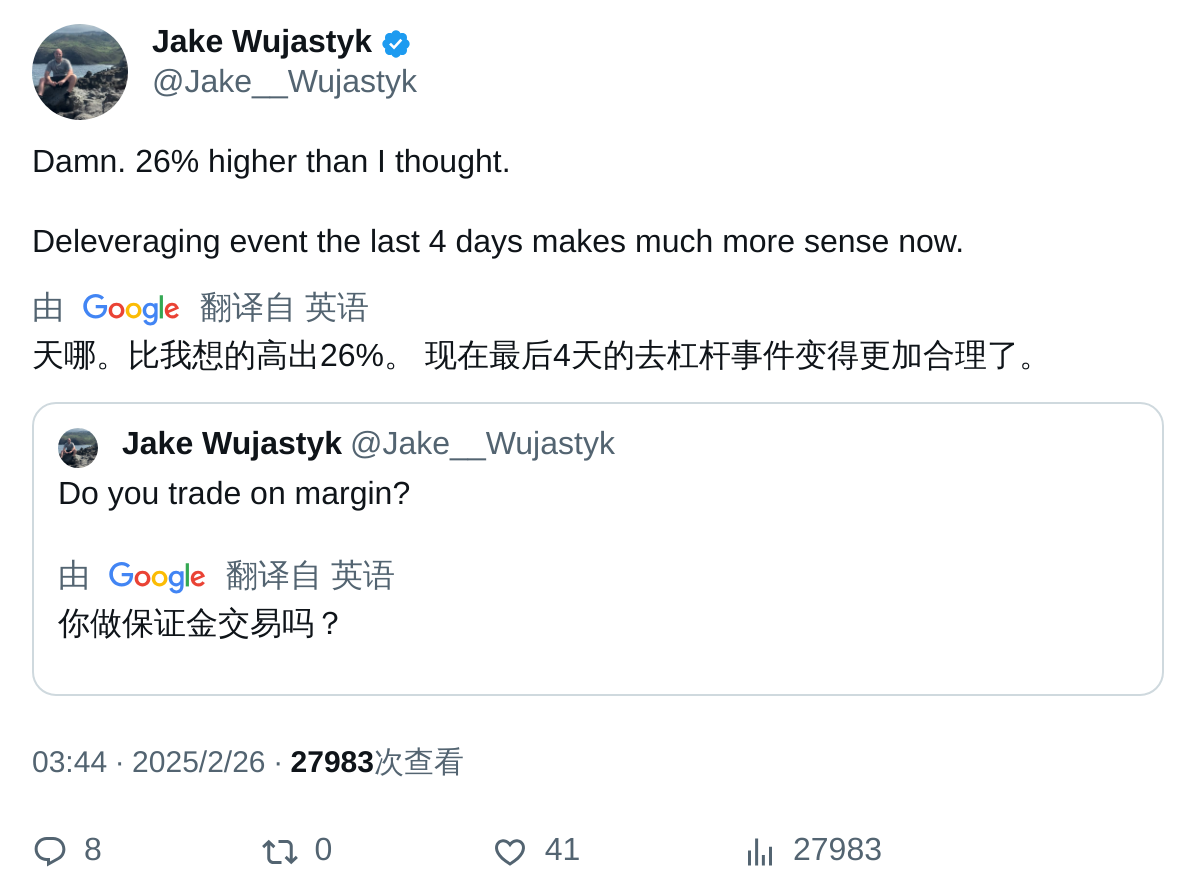 Jake Wujastyk
@Jake__Wujastyk
Damn. 26% higher than I thought.
Deleveraging event the last 4 days makes much more sense now.
由 Google 翻译自 英语
天哪。比我想的高出26%。 现在最后4天的去杠杆事件变得更加合理了。
Jake Wujastyk @Jake__Wujastyk
Do you trade on margin?
由 Google 翻译自 英语
你做保证金交易吗？
03:44 · 2025/2/26 · 27983次查看
8 0 41 27983